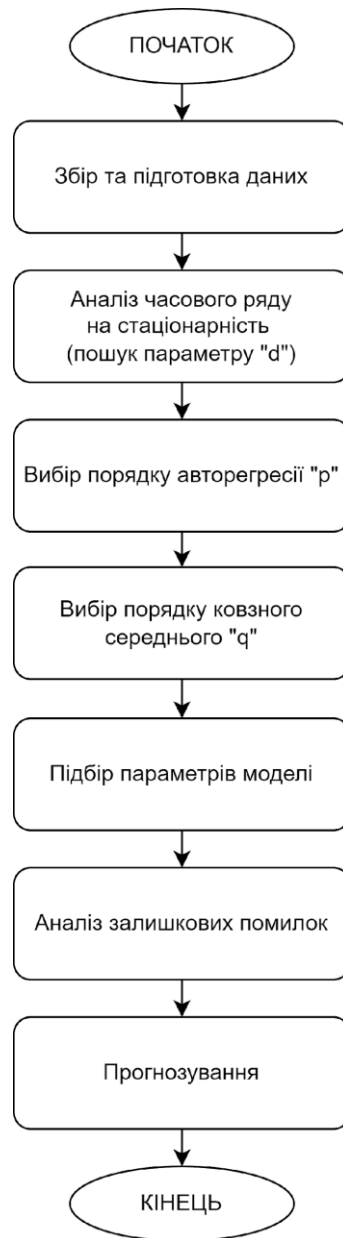 ПОЧАТОК
Збір та підготовка даних
Аналіз часового ряду
на стаціонарність
(пошук параметру "d")
Вибір порядку авторегресії "p"
Вибір порядку ковзного
середнього "q"
Підбір параметрів моделі
Аналіз залишкових помилок
Прогнозування
КІНЕЦЬ